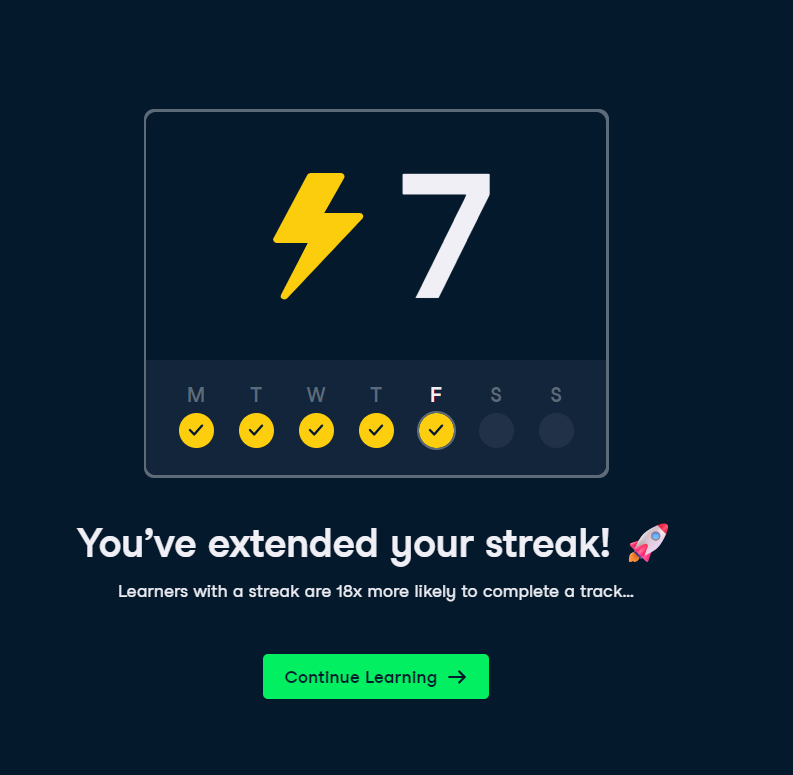 7
M T W T F S S
You've extended your streak! 🚀
Learners with a streak are 18x more likely to complete a track...
Continue Learning →